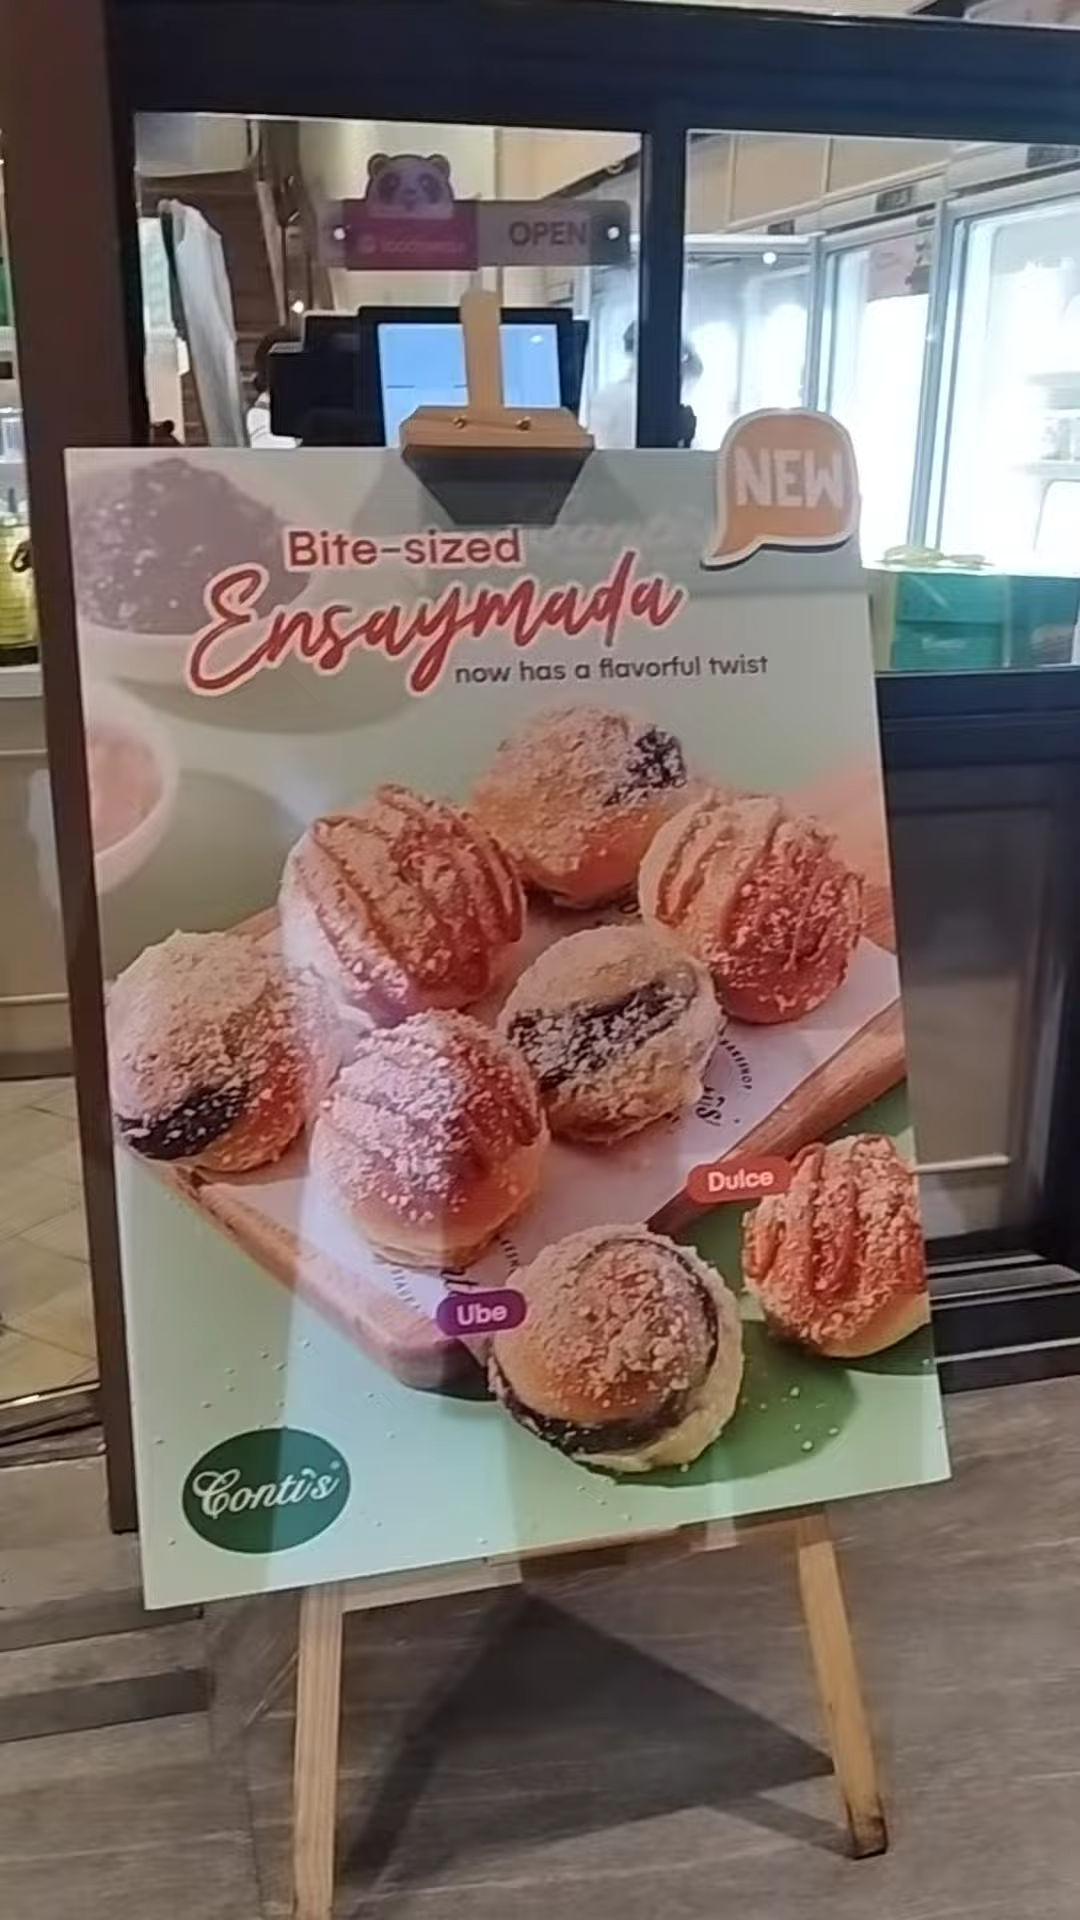 OPEN
NEW
Bite-sized
Ensaymada
now has a flavorful twist
Dulce
Ube
Conti's